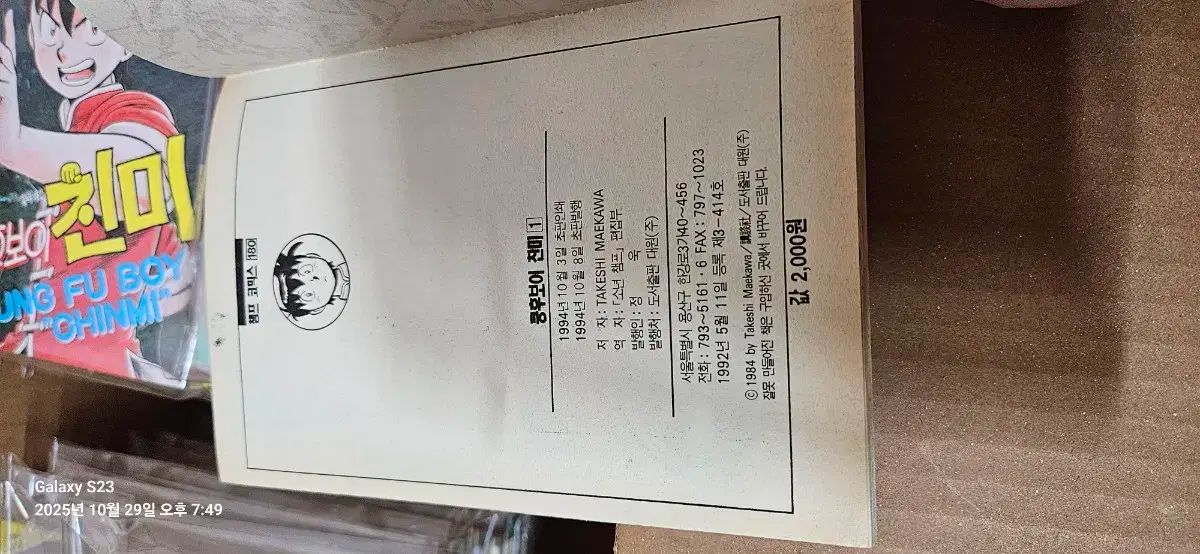 친미
UNG FU BOY
"CHINMI"
챔프 코믹스 180
쿵후보이 친미 1
1994년 10월 3일 초판인쇄
1994년 10월 8일 초판발행
저 자 : TAKESHI MAEKAWA
역 자 : 「소년 챔프」 편집부
발행인 : 정 욱
발행처 : 도서출판 대원(주)
서울특별시 용산구 한강로3가40~456
전화 : 793~5161·6 FAX : 797~1023
1992년 5월 11일 등록 제3-414호
ⓒ1984 by Takeshi Maekawa/講談社/도서출판 대원(주)
잘못 만들어진 책은 구입하신 곳에서 바꾸어 드립니다.
값 2,000원
Galaxy S23
2025년 10월 29일 오후 7:49